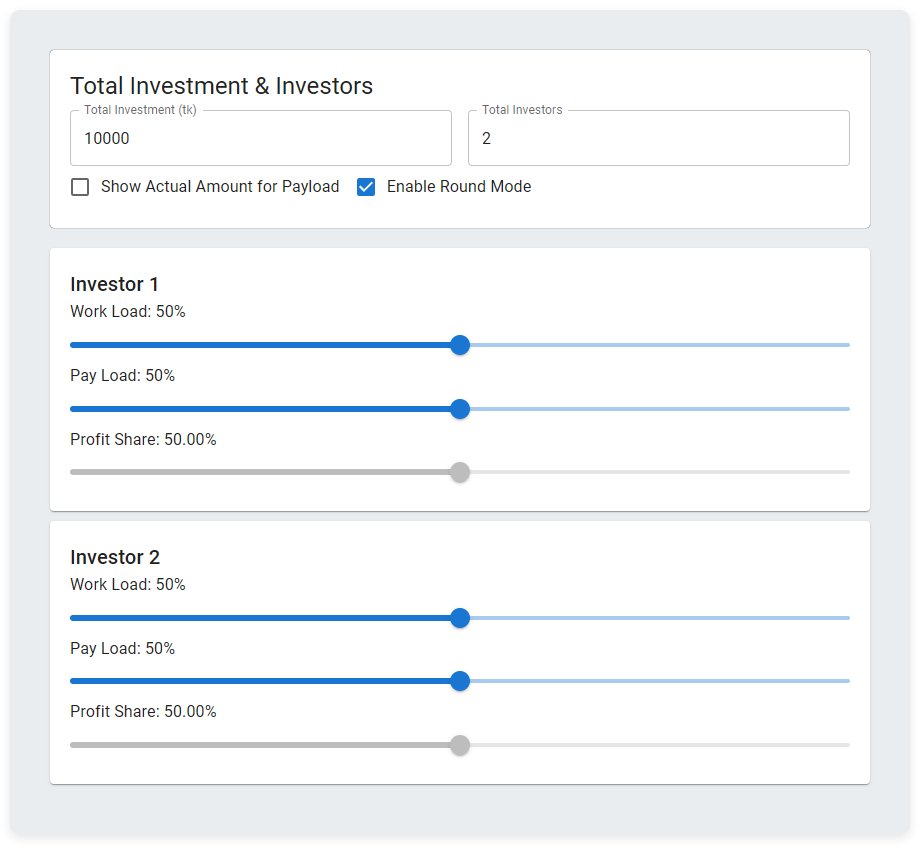 Total Investment & Investors
Total Investment (tk)
Total Investors
10000
2
Show Actual Amount for Payload
Enable Round Mode
Investor 1
Work Load: 50%
Pay Load: 50%
Profit Share: 50.00%
Investor 2
Work Load: 50%
Pay Load: 50%
Profit Share: 50.00%